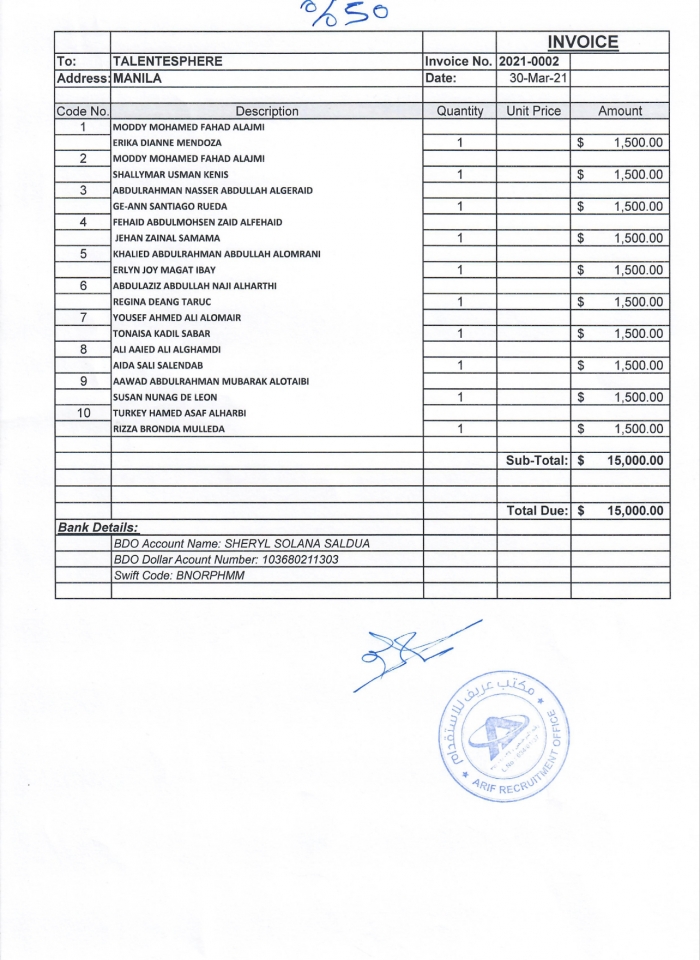 %50
INVOICE
To: TALENTESPHERE Invoice No. 2021-0002
Address: MANILA Date: 30-Mar-21
Code No. Description Quantity Unit Price Amount
1 MODDY MOHAMED FAHAD ALAJMI
ERIKA DIANNE MENDOZA 1 $ 1,500.00
2 MODDY MOHAMED FAHAD ALAJMI
SHALLYMAR USMAN KENIS 1 $ 1,500.00
3 ABDULRAHMAN NASSER ABDULLAH ALGERAID
GE-ANN SANTIAGO RUEDA 1 $ 1,500.00
4 FEHAID ABDULMOHSEN ZAID ALFEHAID
JEHAN ZAINAL SAMAMA 1 $ 1,500.00
5 KHALIED ABDULRAHMAN ABDULLAH ALOMRANI
ERLYN JOY MAGAT IBAY 1 $ 1,500.00
6 ABDULAZIZ ABDULLAH NAJI ALHARTHI
REGINA DEANG TARUC 1 $ 1,500.00
7 YOUSEF AHMED ALI ALOMAIR
TONAISA KADIL SABAR 1 $ 1,500.00
8 ALI AAIED ALI ALGHAMDI
AIDA SALI SALENDAB 1 $ 1,500.00
9 AAWAD ABDULRAHMAN MUBARAK ALOTAIBI
SUSAN NUNAG DE LEON 1 $ 1,500.00
10 TURKEY HAMED ASAF ALHARBI
RIZZA BRONDIA MULLEDA 1 $ 1,500.00
Sub-Total: $ 15,000.00
Total Due: $ 15,000.00
Bank Details:
BDO Account Name: SHERYL SOLANA SALDUA
BDO Dollar Acount Number: 103680211303
Swift Code: BNORPHMM
مكتب عريف للاستقدام
ARIF RECRUITMENT OFFICE